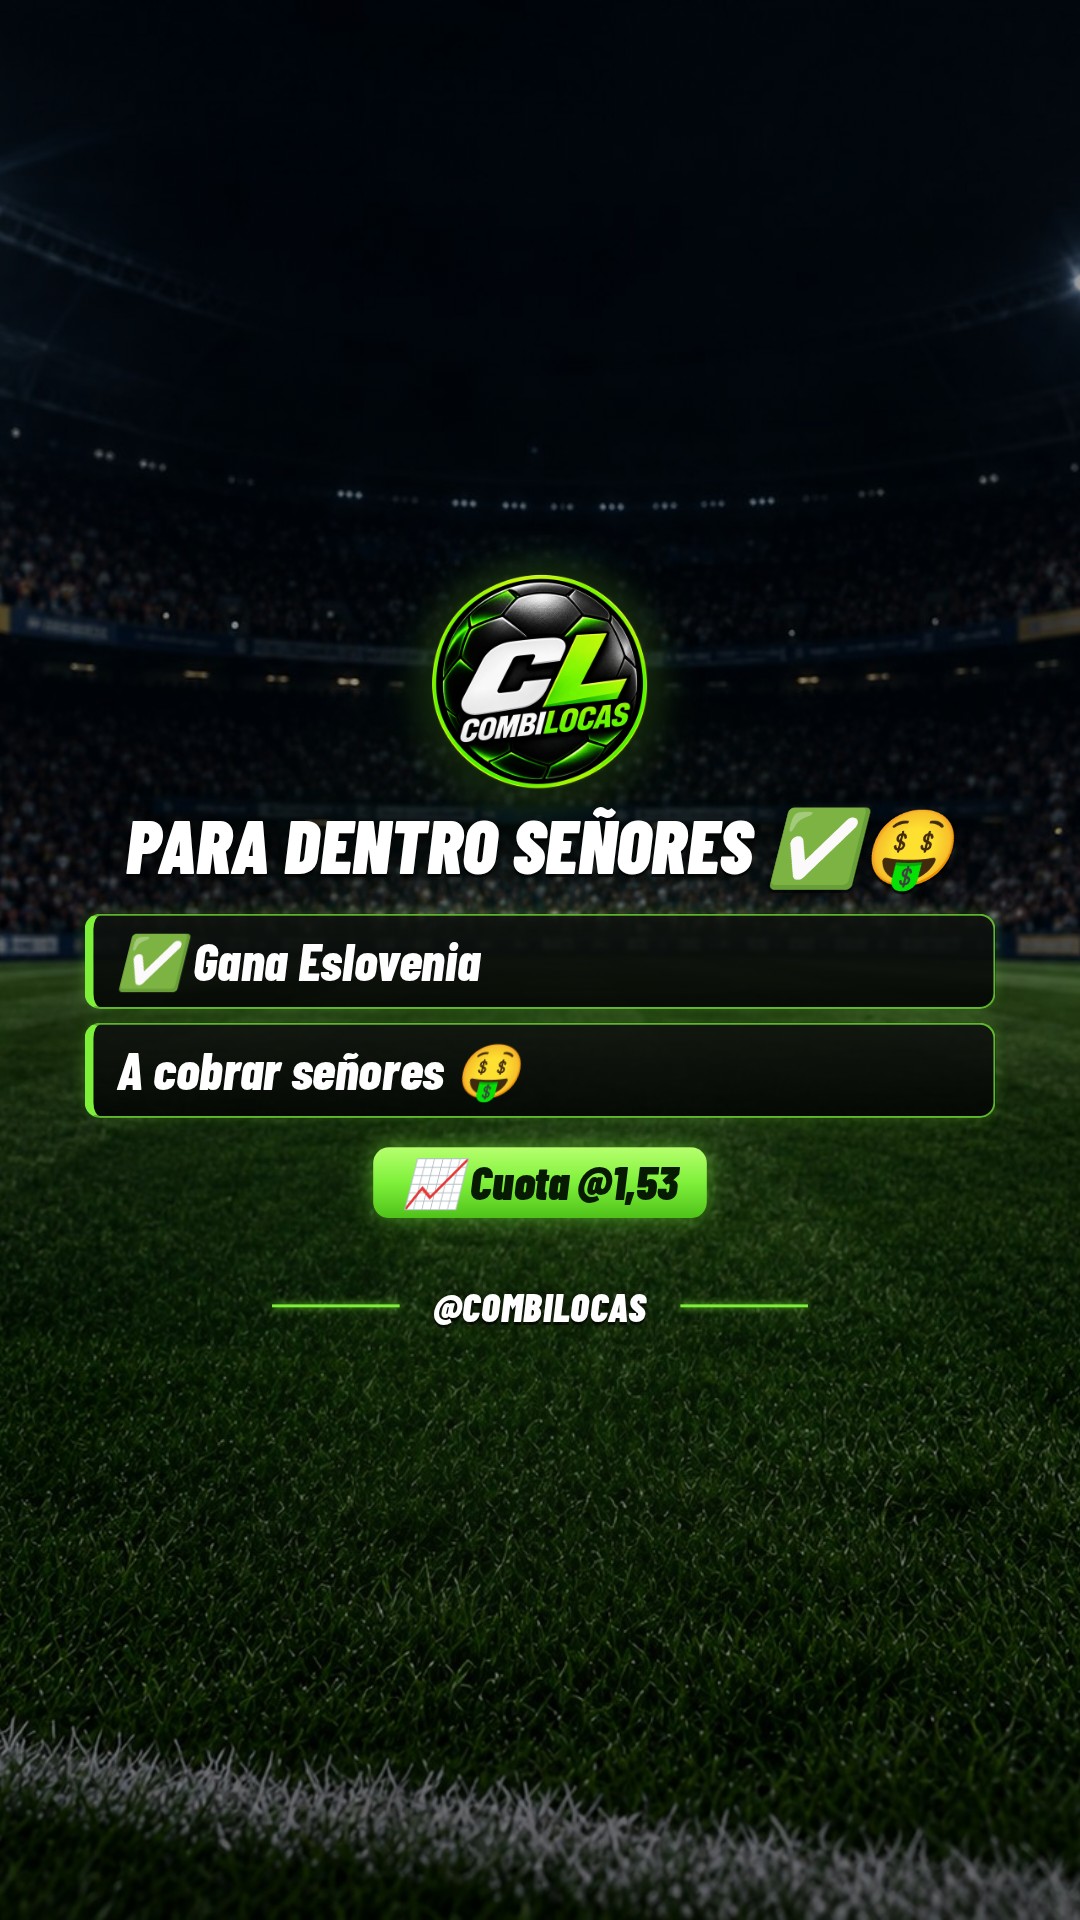 CL
COMBILOCAS
PARA DENTRO SEÑORES ✅🤑
✅ Gana Eslovenia
A cobrar señores 🤑
📈 Cuota @1,53
@COMBILOCAS